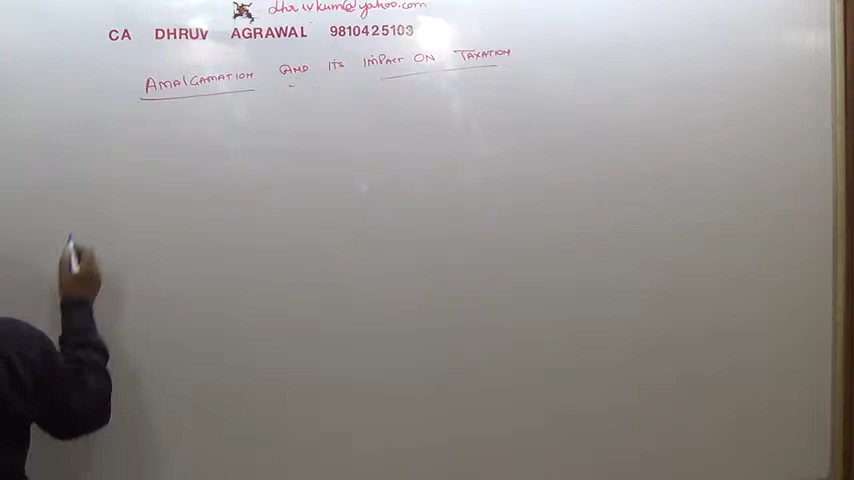 dhruvkum@yahoo.com
CA DHRUV AGRAWAL 9810425103
AMALGAMATION AND ITS IMPACT ON TAXATION